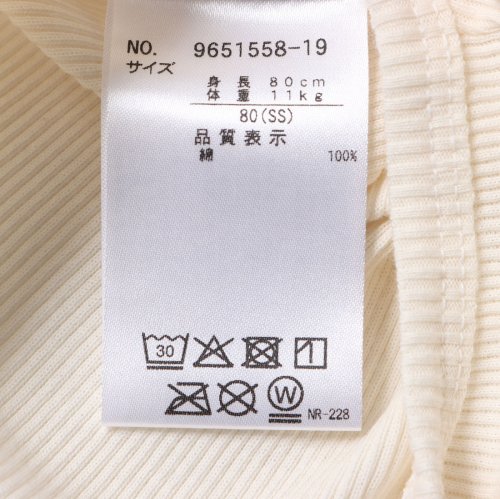 NO. 9651558-19
サイズ
身長 80cm
体重 11kg
80(SS)
品質表示
綿 100%
30
W
NR-228